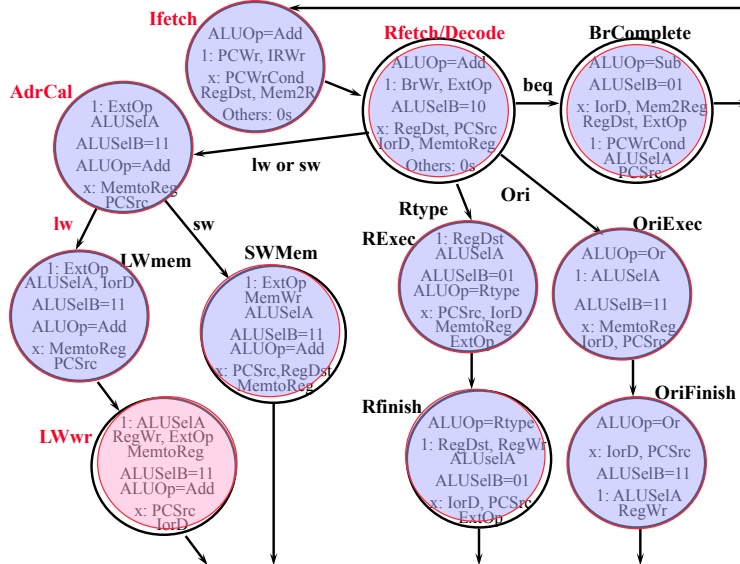 Ifetch
ALUOp=Add
1: PCWr, IRWr
x: PCWrCond
RegDst, Mem2R
Others: 0s
Rfetch/Decode
ALUOp=Add
1: BrWr, ExtOp
ALUSelB=10
x: RegDst, PCSrc
IorD, MemtoReg
Others: 0s
beq
BrComplete
ALUOp=Sub
ALUSelB=01
x: IorD, Mem2Reg
RegDst, ExtOp
1: PCWrCond
ALUSelA
PCSrc
AdrCal
1: ExtOp
ALUSelA
ALUSelB=11
ALUOp=Add
x: MemtoReg
PCSrc
lw or sw
lw
sw
Rtype
Ori
LWmem
1: ExtOp
ALUSelA, IorD
ALUSelB=11
ALUOp=Add
x: MemtoReg
PCSrc
SWMem
1: ExtOp
MemWr
ALUSelA
ALUSelB=11
ALUOp=Add
x: PCSrc,RegDst
MemtoReg
RExec
1: RegDst
ALUSelA
ALUSelB=01
ALUOp=Rtype
x: PCSrc, IorD
MemtoReg
ExtOp
OriExec
ALUOp=Or
1: ALUSelA
ALUSelB=11
x: MemtoReg
IorD, PCSrc
LWwr
1: ALUSelA
RegWr, ExtOp
MemtoReg
ALUSelB=11
ALUOp=Add
x: PCSrc
IorD
Rfinish
ALUOp=Rtype
1: RegDst, RegWr
ALUselA
ALUSelB=01
x: IorD, PCSrc
ExtOp
OriFinish
ALUOp=Or
x: IorD, PCSrc
ALUSelB=11
1: ALUSelA
RegWr